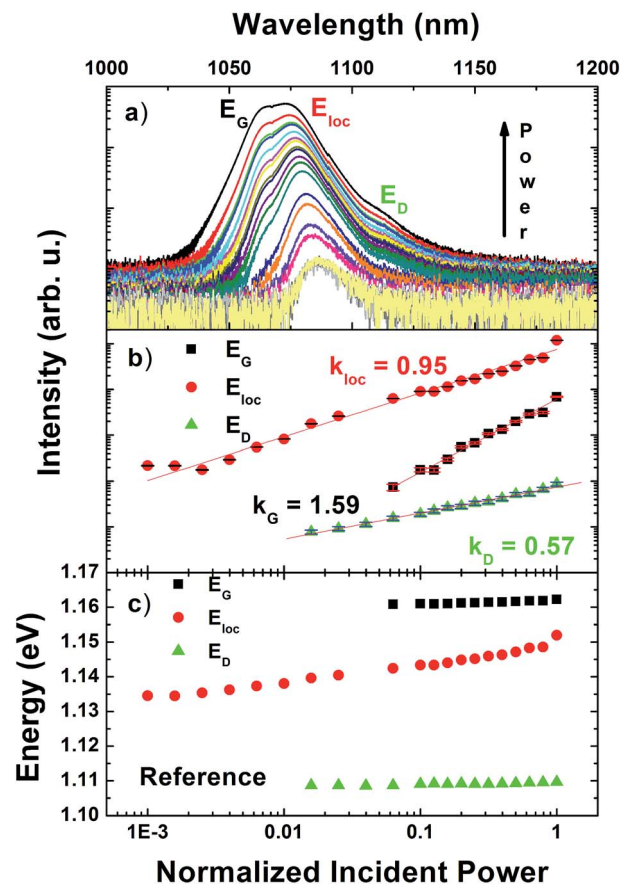 Wavelength (nm)
1000 1050 1100 1150 1200
a)
E_G
E_loc
E_D
Power
Intensity (arb. u.)
b)
E_G
E_loc
E_D
k_loc = 0.95
k_G = 1.59
k_D = 0.57
c)
E_G
E_loc
E_D
1.17
1.16
1.15
1.14
1.13
1.12
1.11
1.10
Energy (eV)
Reference
1E-3 0.01 0.1 1
Normalized Incident Power